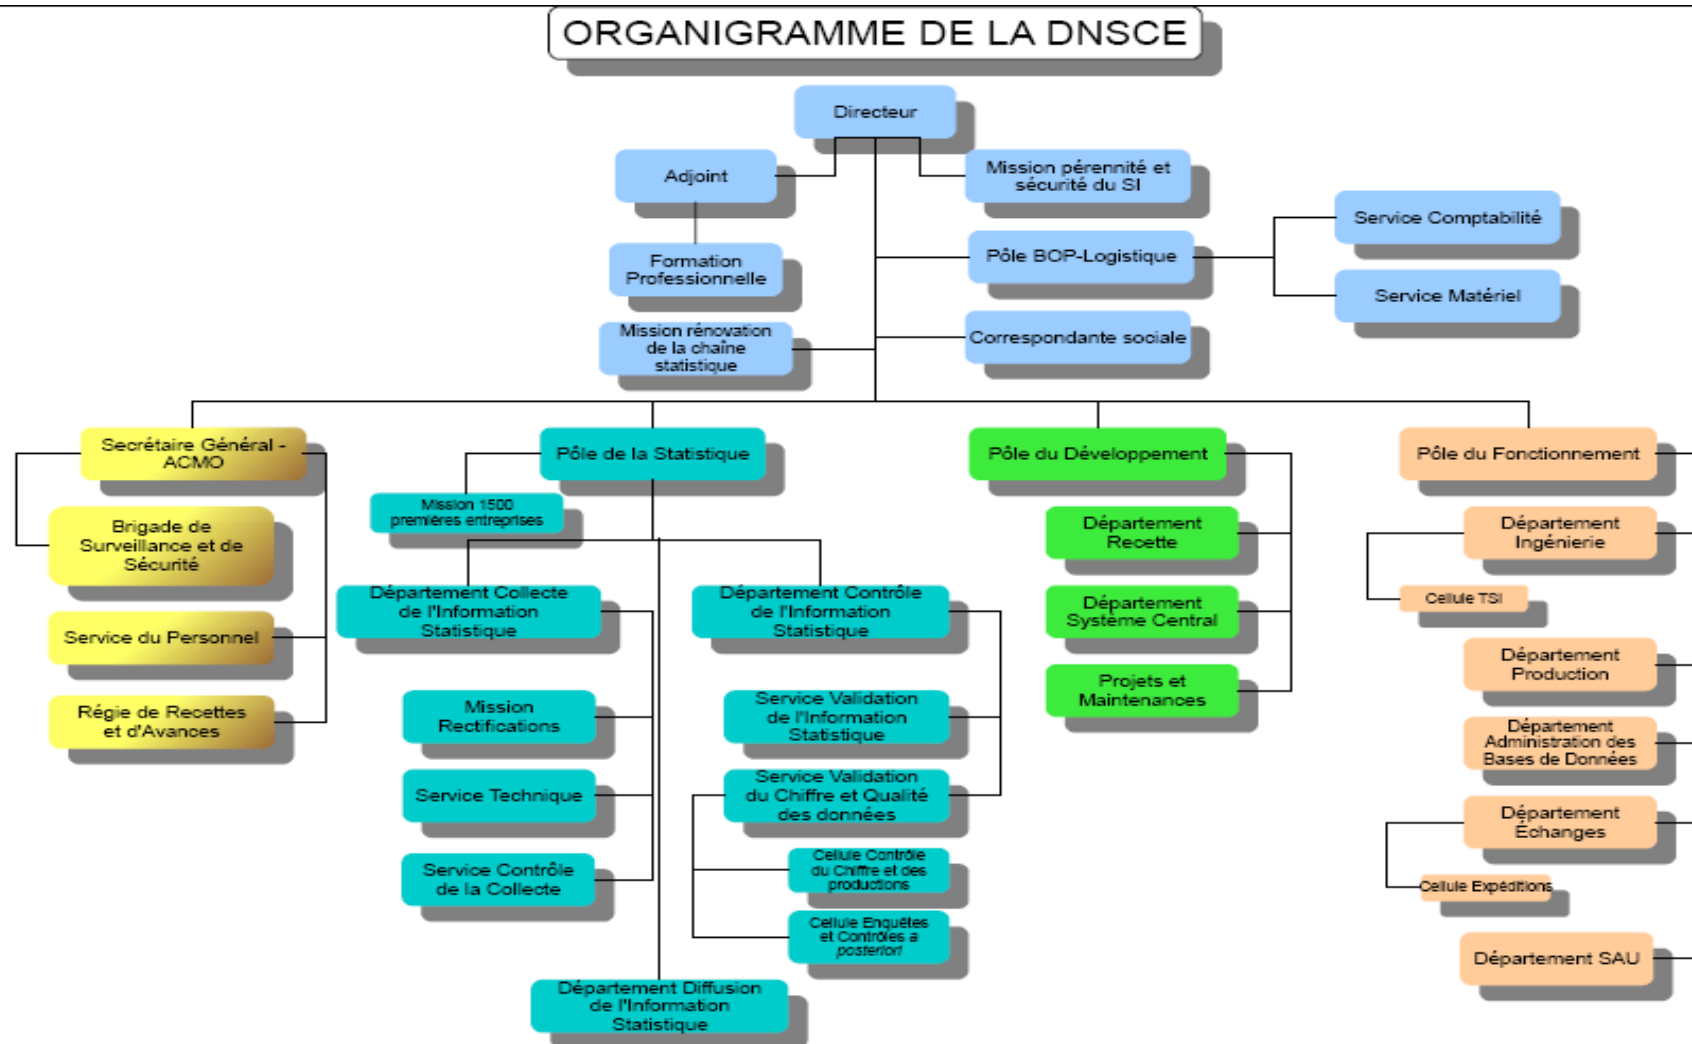 ORGANIGRAMME DE LA DNSCE
Directeur
Adjoint
Mission pérennité et
sécurité du SI
Service Comptabilité
Formation
Professionnelle
Pôle BOP-Logistique
Service Matériel
Mission rénovation
de la chaîne
statistique
Correspondante sociale
Secrétaire Général -
ACMO
Brigade de
Surveillance et de
Sécurité
Service du Personnel
Régie de Recettes
et d'Avances
Pôle de la Statistique
Mission 1500
premières entreprises
Département Collecte
de l'Information
Statistique
Mission
Rectifications
Service Technique
Service Contrôle
de la Collecte
Département Contrôle
de l'Information
Statistique
Service Validation
de l'Information
Statistique
Service Validation
du Chiffre et Qualité
des données
Cellule Contrôle
du Chiffre et des
productions
Cellule Enquêtes
et Contrôles a
posteriori
Département Diffusion
de l'Information
Statistique
Pôle du Développement
Département
Recette
Département
Système Central
Projets et
Maintenances
Pôle du Fonctionnement
Département
Ingénierie
Cellule TSI
Département
Production
Département
Administration des
Bases de Données
Département
Échanges
Cellule Expéditions
Département SAU